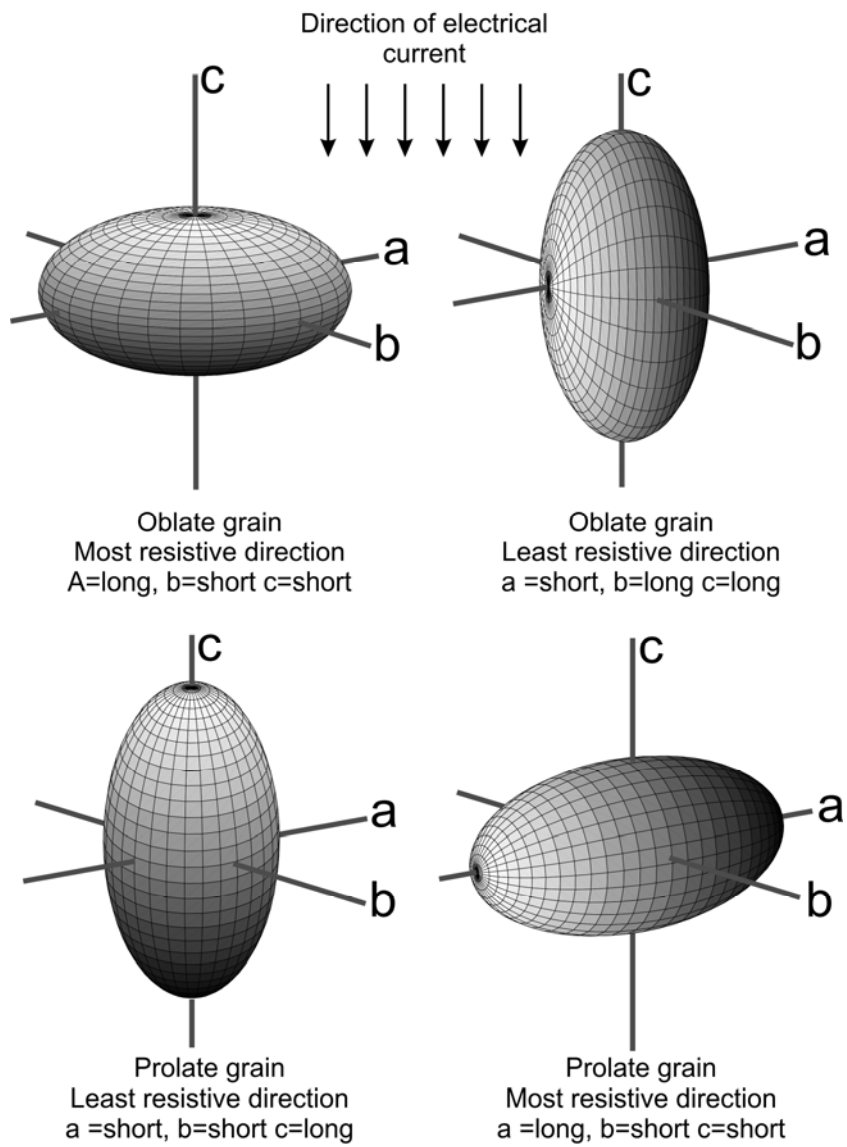 Direction of electrical
current
c
a
b
c
a
b
Oblate grain
Most resistive direction
A=long, b=short c=short
Oblate grain
Least resistive direction
a =short, b=long c=long
c
a
b
c
a
b
Prolate grain
Least resistive direction
a =short, b=short c=long
Prolate grain
Most resistive direction
a =long, b=short c=short